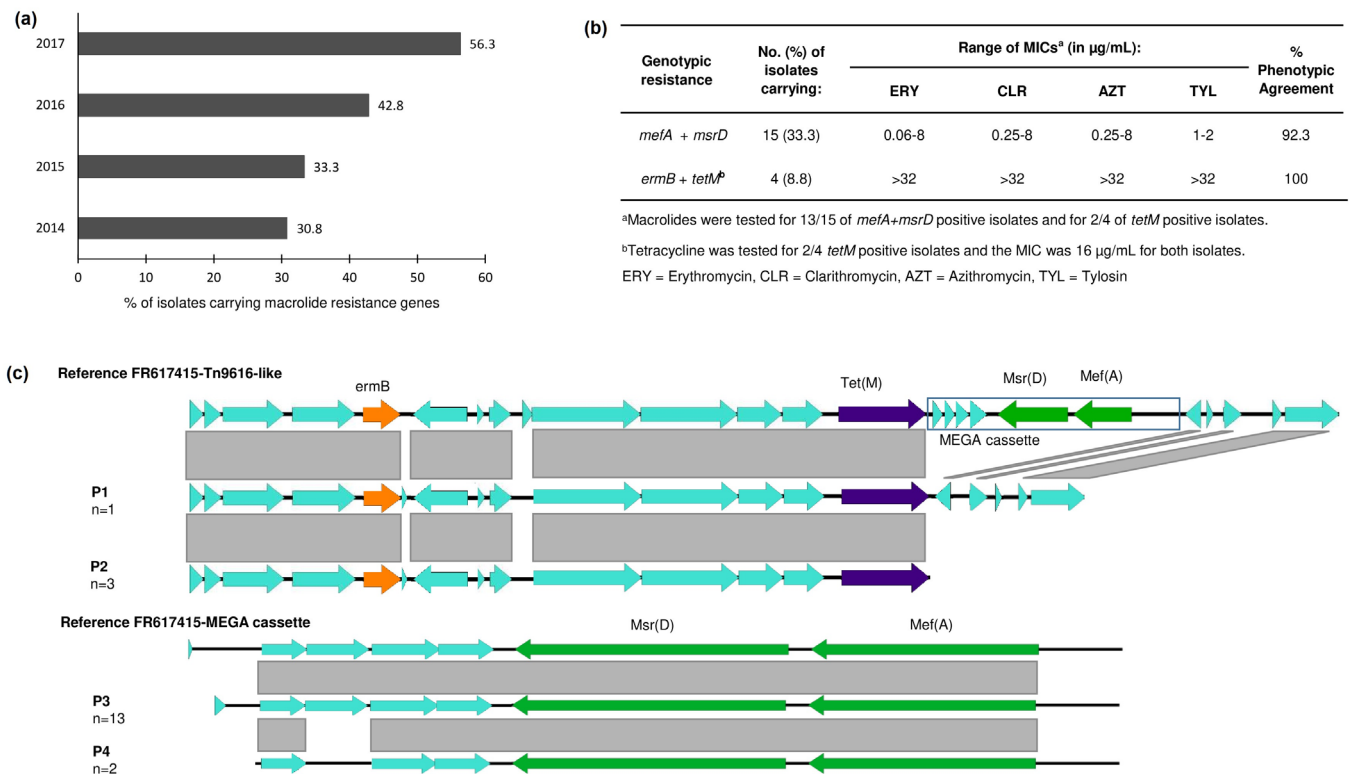 (a)
2017
56.3
2016
42.8
2015
33.3
2014
30.8
0 10 20 30 40 50 60
% of isolates carrying macrolide resistance genes
(b)
Genotypic resistance
No. (%) of isolates carrying:
Range of MICsᵃ (in µg/mL):
% Phenotypic Agreement
ERY CLR AZT TYL
mefA + msrD 15 (33.3) 0.06-8 0.25-8 0.25-8 1-2 92.3
ermB + tetMᵇ 4 (8.8) >32 >32 >32 >32 100
ᵃMacrolides were tested for 13/15 of mefA+msrD positive isolates and for 2/4 of tetM positive isolates.
ᵇTetracycline was tested for 2/4 tetM positive isolates and the MIC was 16 µg/mL for both isolates.
ERY = Erythromycin, CLR = Clarithromycin, AZT = Azithromycin, TYL = Tylosin
(c)
Reference FR617415-Tn9616-like
ermB
Tet(M)
Msr(D)
Mef(A)
MEGA cassette
P1
n=1
P2
n=3
Reference FR617415-MEGA cassette
Msr(D)
Mef(A)
P3
n=13
P4
n=2